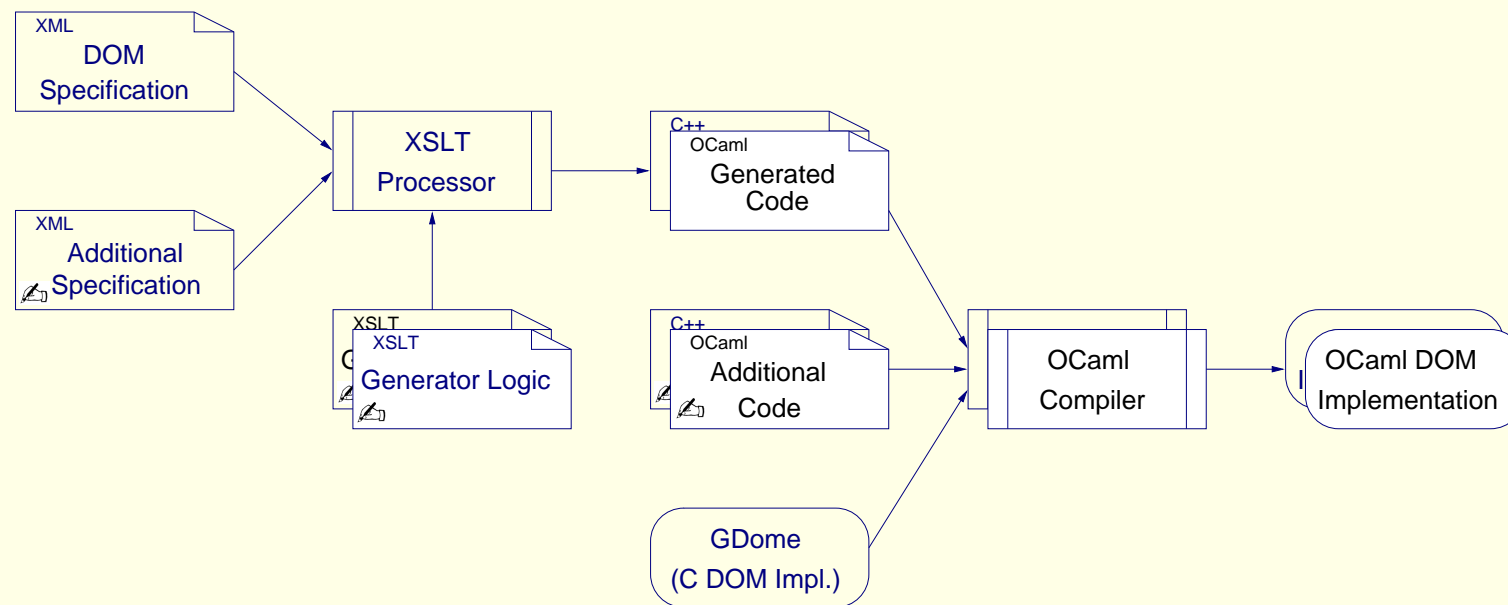 XML
DOM
Specification
XML
Additional
Specification
XSLT
Processor
XSLT
XSLT
Generator Logic
C++
OCaml
Generated
Code
C++
OCaml
Additional
Code
GDome
(C DOM Impl.)
OCaml
Compiler
OCaml DOM
Implementation